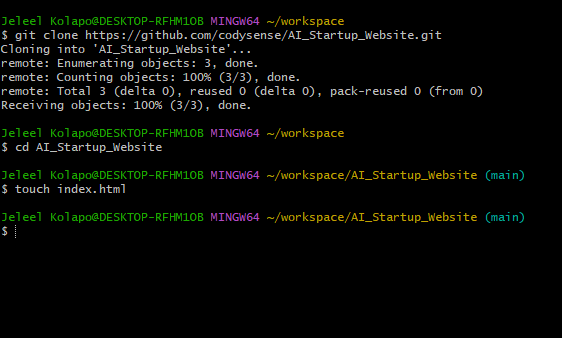 Jeleel Kolapo@DESKTOP-RFHM1OB MINGW64 ~/workspace
$ git clone https://github.com/codysense/AI_Startup_Website.git
Cloning into 'AI_Startup_Website'...
remote: Enumerating objects: 3, done.
remote: Counting objects: 100% (3/3), done.
remote: Total 3 (delta 0), reused 0 (delta 0), pack-reused 0 (from 0)
Receiving objects: 100% (3/3), done.
Jeleel Kolapo@DESKTOP-RFHM1OB MINGW64 ~/workspace
$ cd AI_Startup_Website
Jeleel Kolapo@DESKTOP-RFHM1OB MINGW64 ~/workspace/AI_Startup_Website (main)
$ touch index.html
Jeleel Kolapo@DESKTOP-RFHM1OB MINGW64 ~/workspace/AI_Startup_Website (main)
$